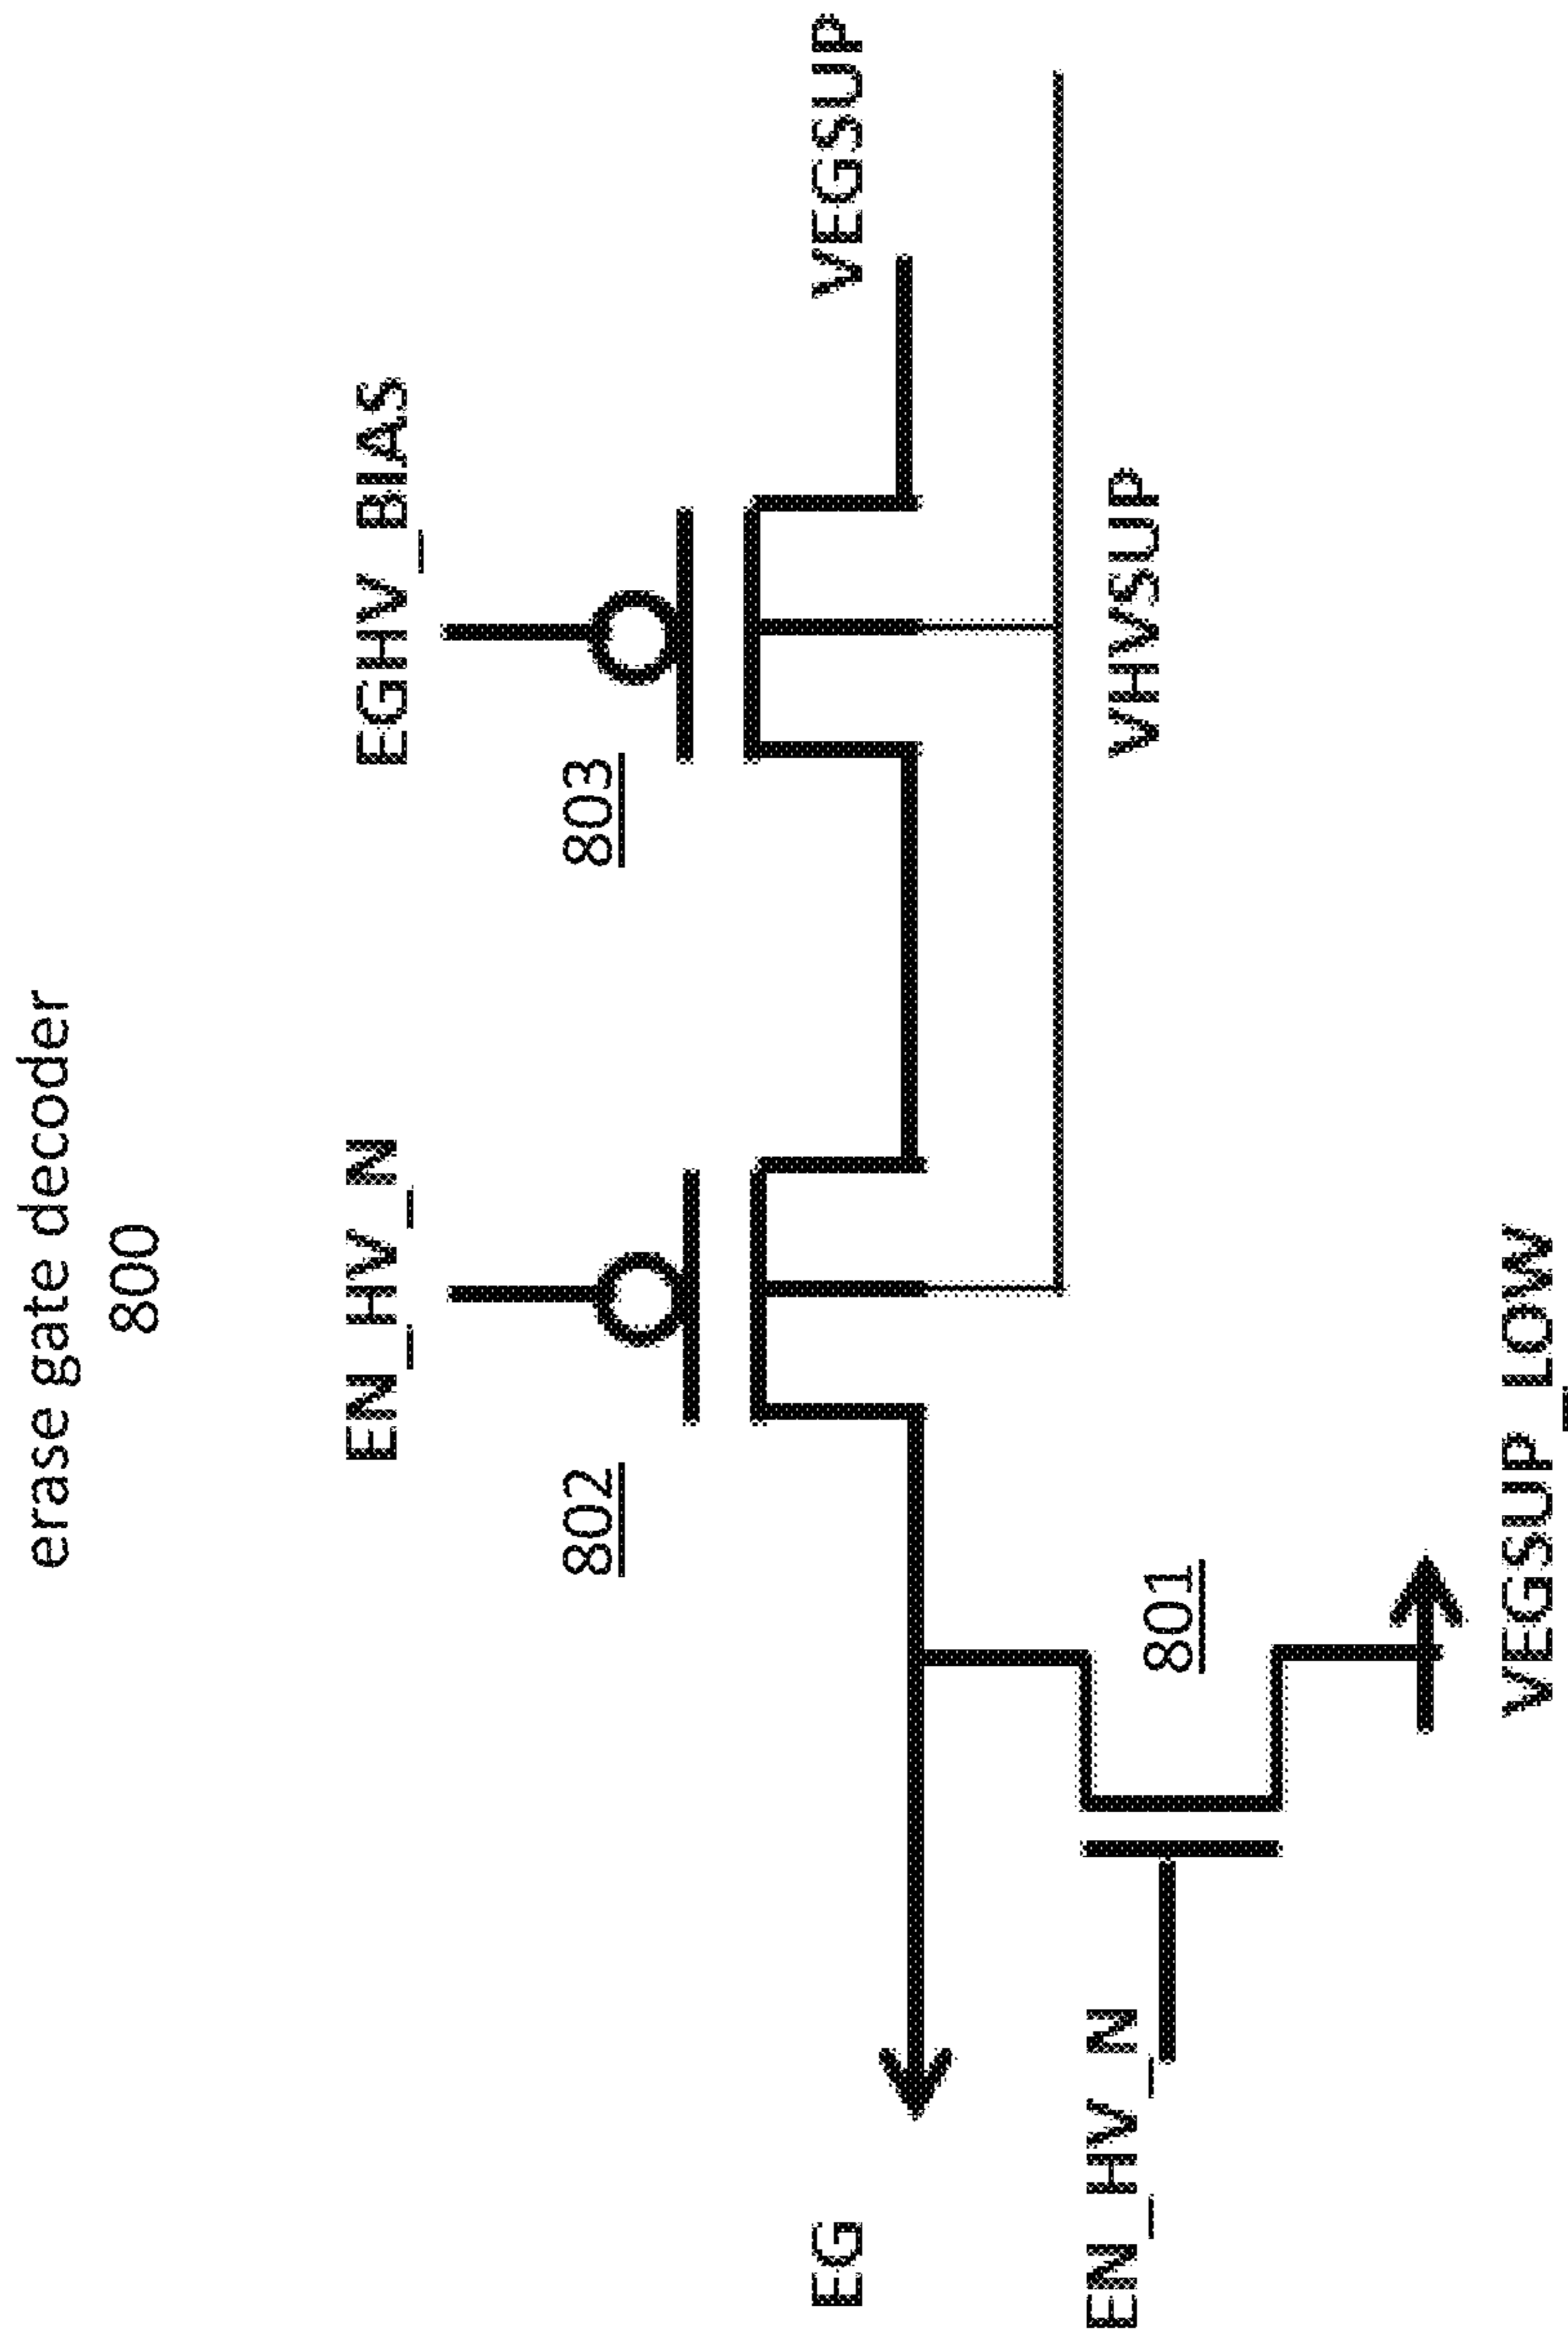 erase gate decoder
800
EN_HV_N
EGHV_BIAS
802
803
EG
VEGSUP
EN_HV_N
801
VHVSUP
VEGSUP_LOW